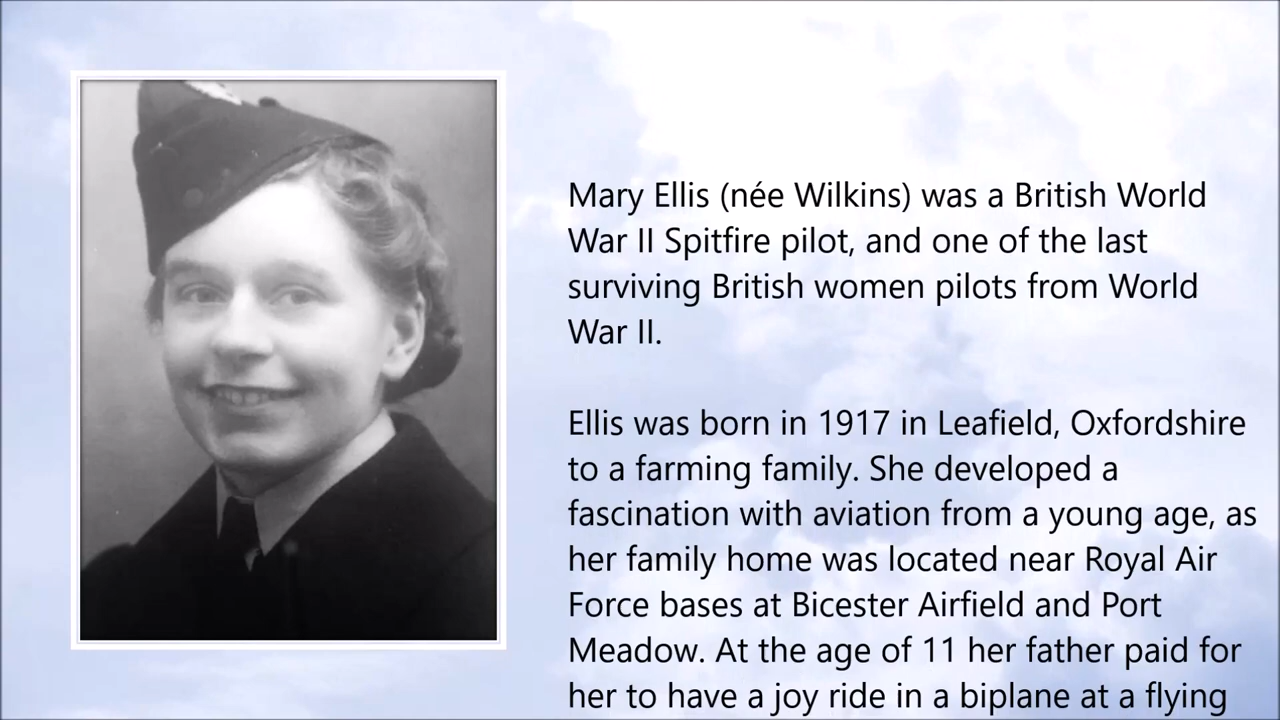 Mary Ellis (née Wilkins) was a British World
War II Spitfire pilot, and one of the last
surviving British women pilots from World
War II.
Ellis was born in 1917 in Leafield, Oxfordshire
to a farming family. She developed a
fascination with aviation from a young age, as
her family home was located near Royal Air
Force bases at Bicester Airfield and Port
Meadow. At the age of 11 her father paid for
her to have a joy ride in a biplane at a flying